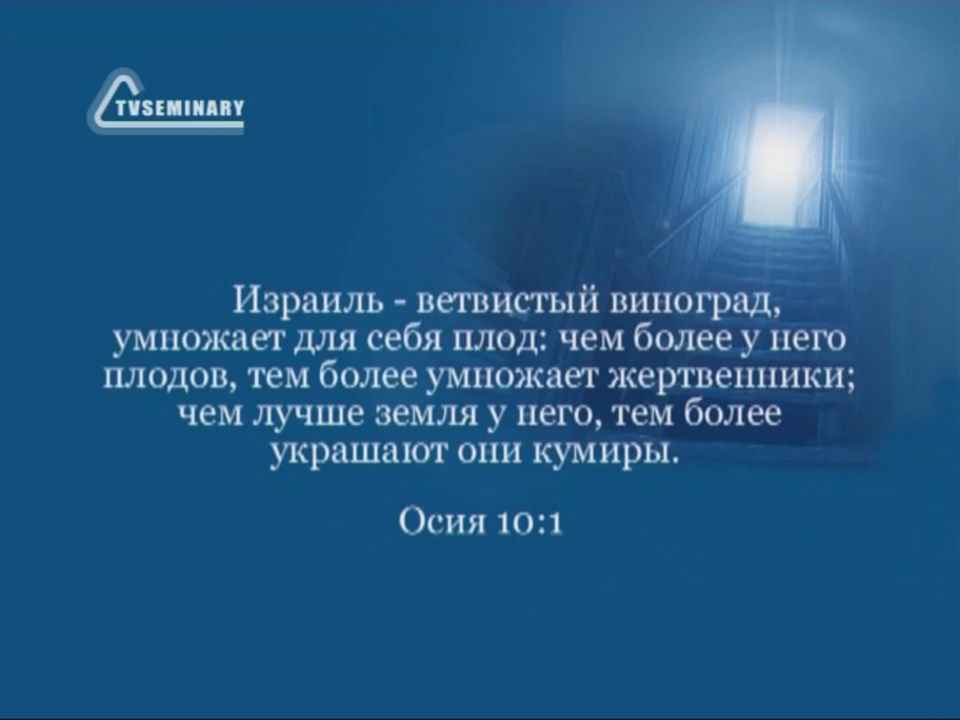 TVSEMINARY
Израиль - ветвистый виноград,
умножает для себя плод: чем более у него
плодов, тем более умножает жертвенники;
чем лучше земля у него, тем более
украшают они кумиры.
Осия 10:1